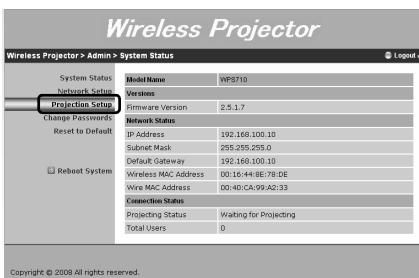 Wireless Projector
Wireless Projector > Admin > System Status
Logout
System Status
Network Setup
Projection Setup
Change Passwords
Reset to Default
Reboot System
Model Name WPS710
Versions
Firmware Version 2.5.1.7
Network Status
IP Address 192.168.100.10
Subnet Mask 255.255.255.0
Default Gateway 192.168.100.10
Wireless MAC Address 00:16:44:8E:78:DE
Wire MAC Address 00:40:CA:99:A2:33
Connection Status
Projecting Status Waiting for Projecting
Total Users 0
Copyright © 2008 All rights reserved.